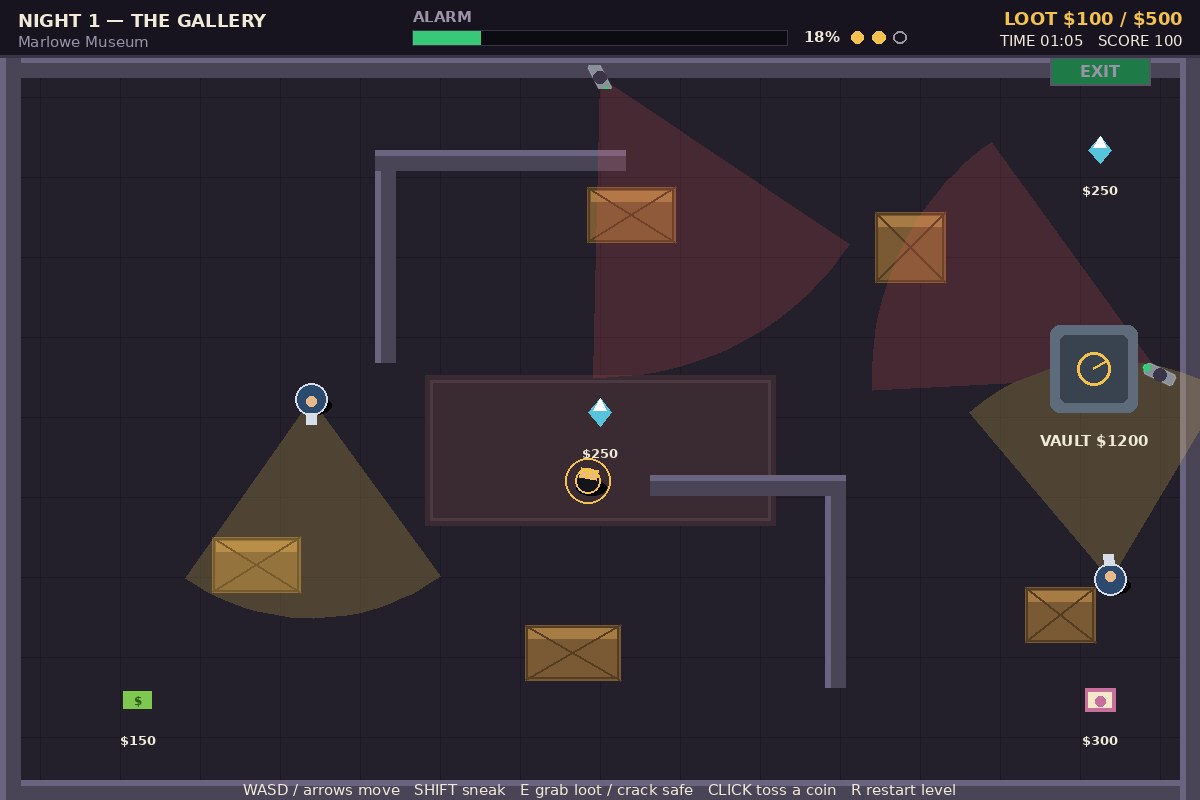 NIGHT 1 — THE GALLERY
Marlowe Museum
ALARM
18%
LOOT $100 / $500
TIME 01:05 SCORE 100
EXIT
$250
$250
VAULT $1200
$
$150
$300
WASD / arrows move SHIFT sneak E grab loot / crack safe CLICK toss a coin R restart level